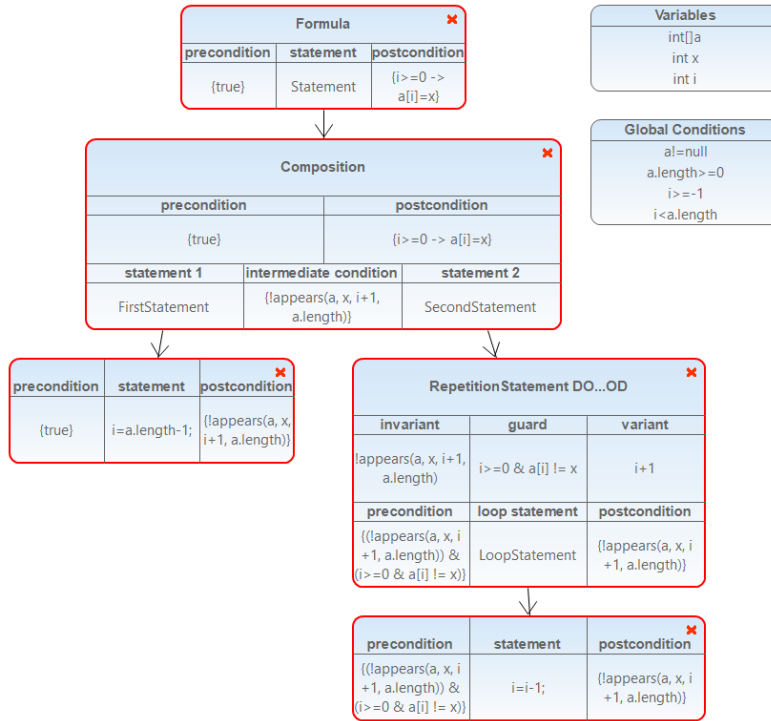 Formula
precondition statement postcondition
{true} Statement {i>=0 ->
a[i]=x}
Variables
int[]a
int x
int i
Global Conditions
a!=null
a.length>=0
i>=-1
i<a.length
Composition
precondition postcondition
{true} {i>=0 -> a[i]=x}
statement 1 intermediate condition statement 2
FirstStatement {!appears(a, x, i+1,
a.length)} SecondStatement
precondition statement postcondition
{true} i=a.length-1; {!appears(a, x,
i+1, a.length)}
RepetitionStatement DO...OD
invariant guard variant
!appears(a, x, i+1,
a.length) i>=0 & a[i] != x i+1
precondition loop statement postcondition
{(!appears(a, x, i
+1, a.length)) &
(i>=0 & a[i] != x)} LoopStatement {!appears(a, x, i
+1, a.length)}
precondition statement postcondition
{(!appears(a, x, i
+1, a.length)) &
(i>=0 & a[i] != x)} i=i-1; {!appears(a, x, i
+1, a.length)}